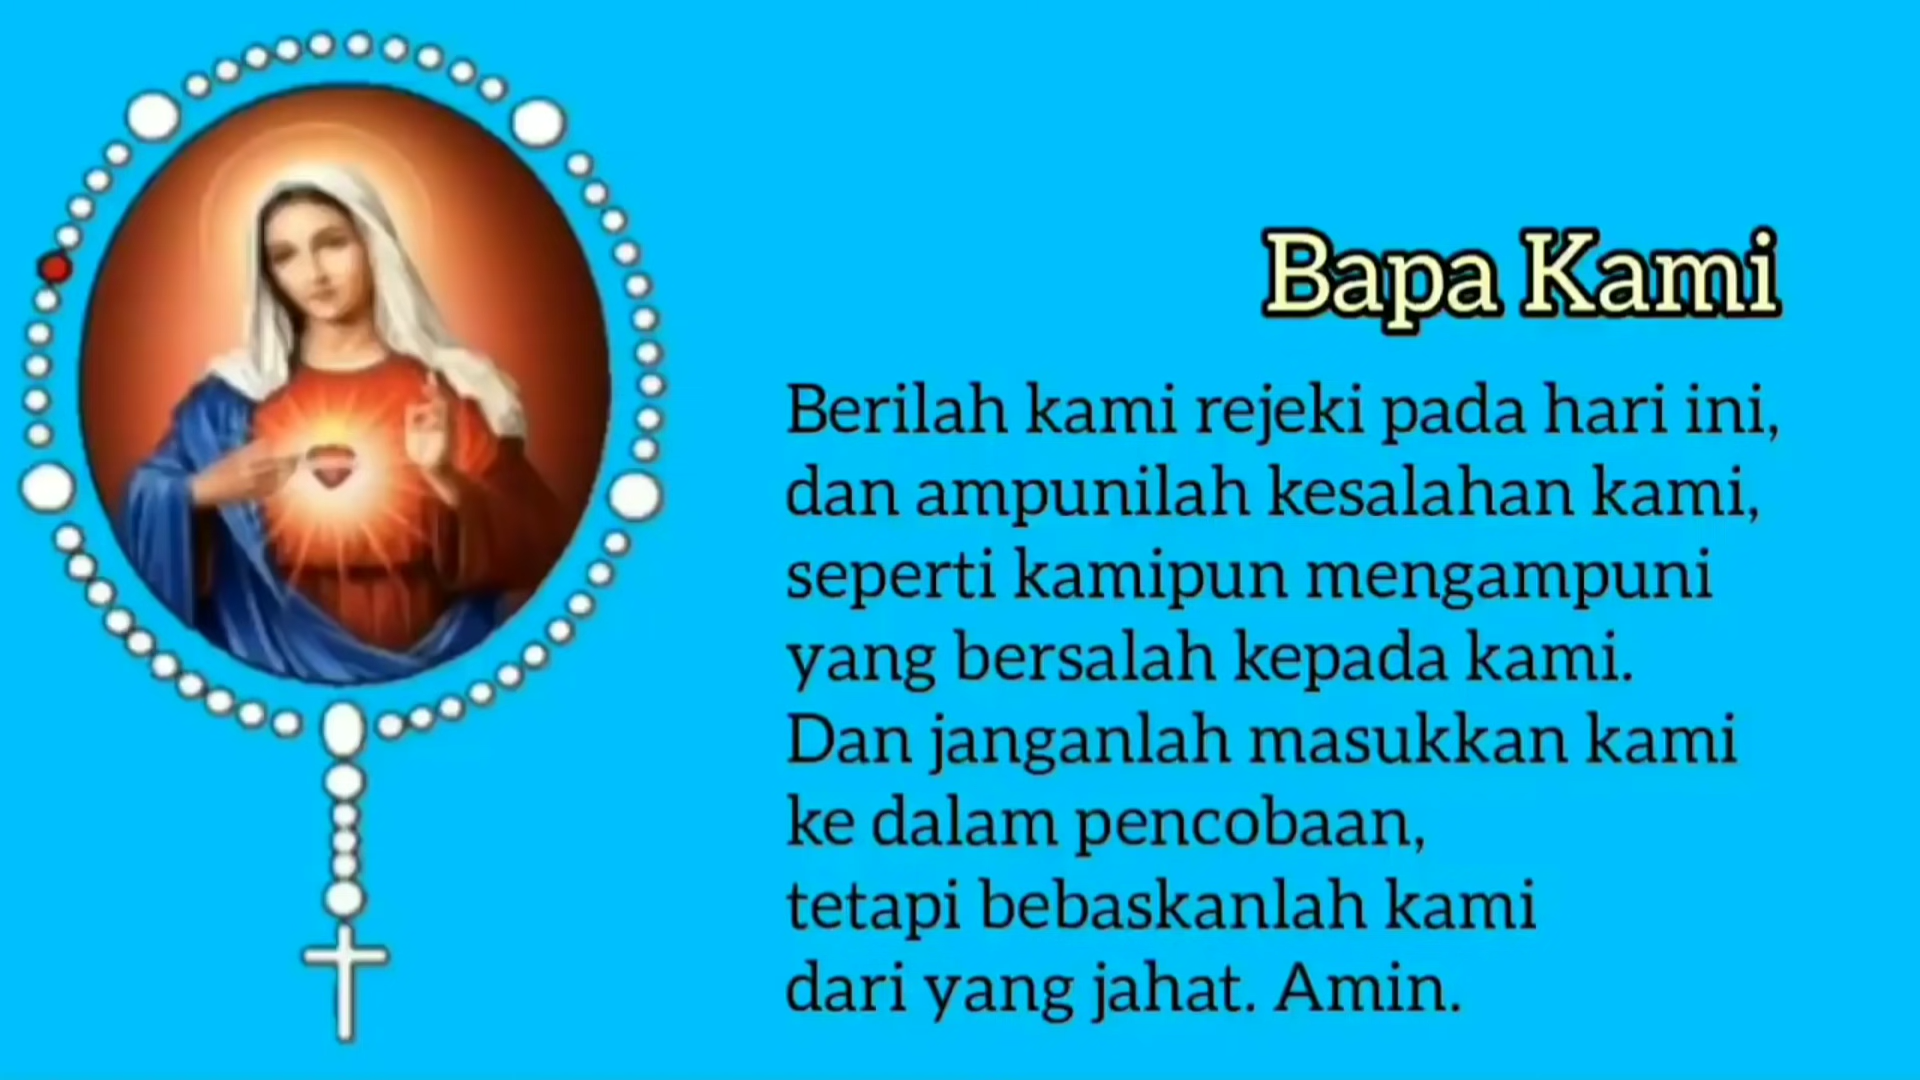 Bapa Kami
Berilah kami rejeki pada hari ini,
dan ampunilah kesalahan kami,
seperti kamipun mengampuni
yang bersalah kepada kami.
Dan janganlah masukkan kami
ke dalam pencobaan,
tetapi bebaskanlah kami
dari yang jahat. Amin.